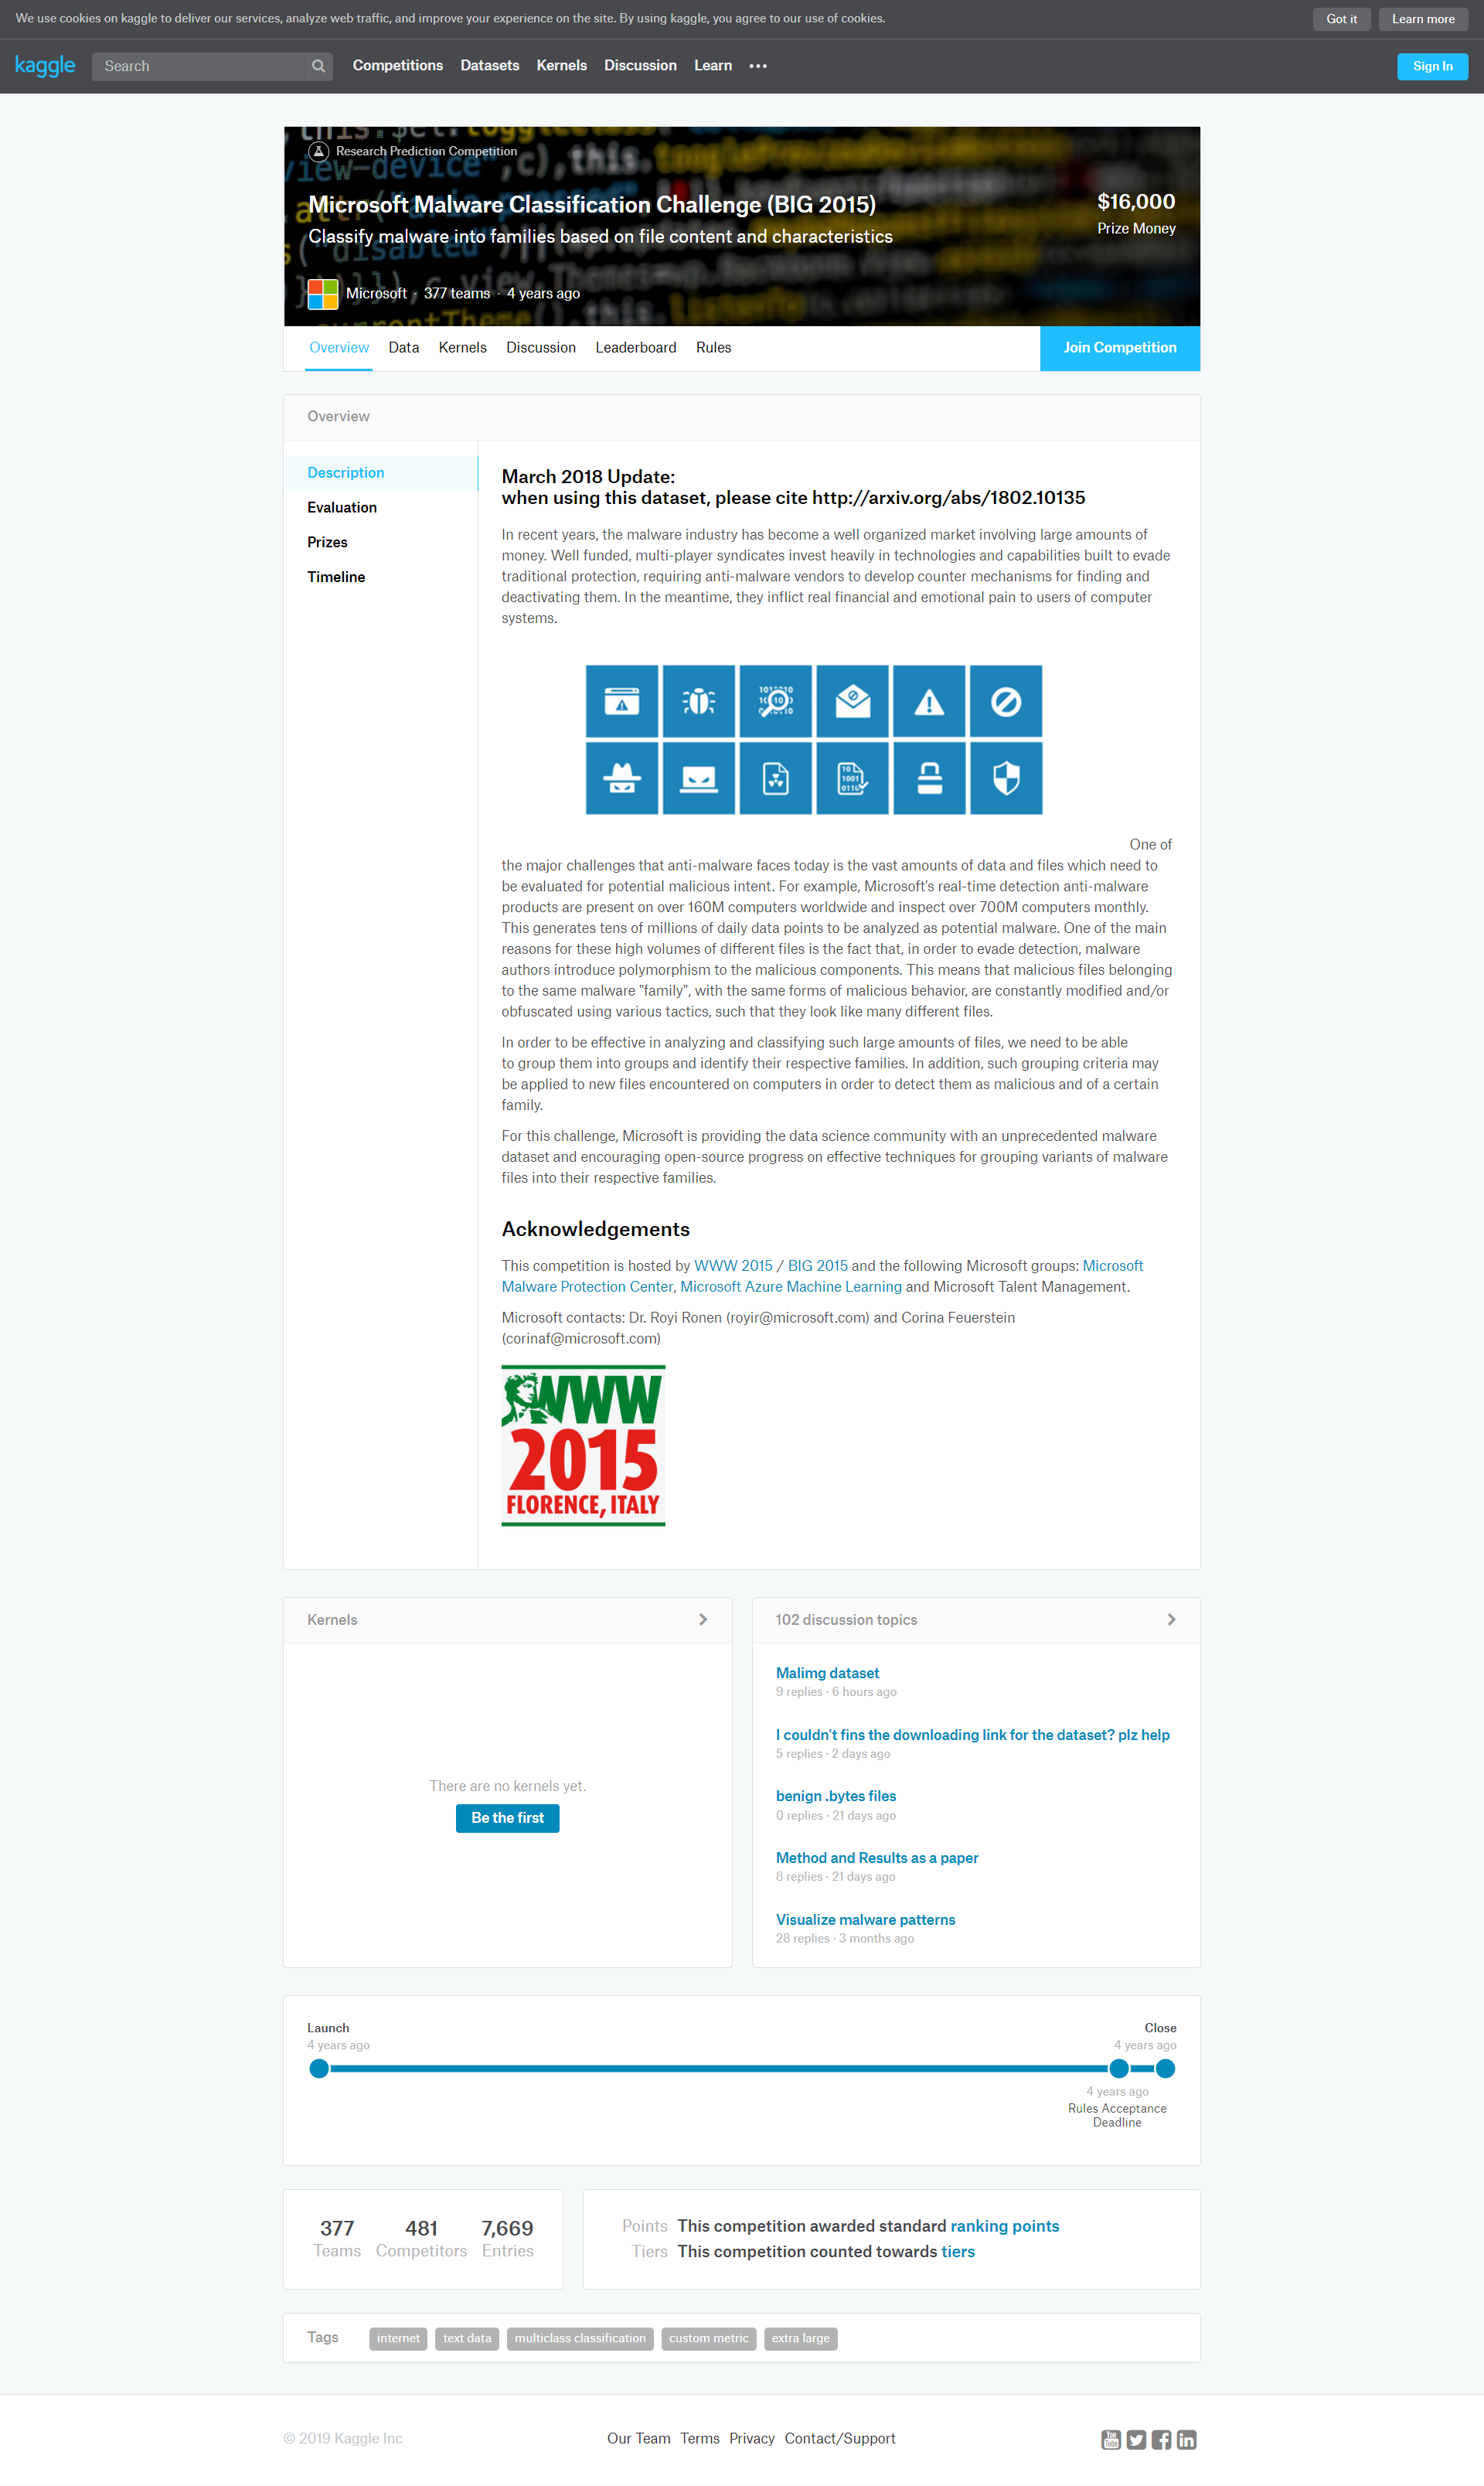 We use cookies on kaggle to deliver our services, analyze web traffic, and improve your experience on the site. By using kaggle, you agree to our use of cookies.
Got it
Learn more
kaggle
Search
Competitions Datasets Kernels Discussion Learn •••
Sign In
Research Prediction Competition
Microsoft Malware Classification Challenge (BIG 2015)
Classify malware into families based on file content and characteristics
$16,000
Prize Money
Microsoft · 377 teams · 4 years ago
Overview Data Kernels Discussion Leaderboard Rules
Join Competition
Overview
Description
Evaluation
Prizes
Timeline
March 2018 Update:
when using this dataset, please cite http://arxiv.org/abs/1802.10135
In recent years, the malware industry has become a well organized market involving large amounts of
money. Well funded, multi-player syndicates invest heavily in technologies and capabilities built to evade
traditional protection, requiring anti-malware vendors to develop counter mechanisms for finding and
deactivating them. In the meantime, they inflict real financial and emotional pain to users of computer
systems.
One of
the major challenges that anti-malware faces today is the vast amounts of data and files which need to
be evaluated for potential malicious intent. For example, Microsoft's real-time detection anti-malware
products are present on over 160M computers worldwide and inspect over 700M computers monthly.
This generates tens of millions of daily data points to be analyzed as potential malware. One of the main
reasons for these high volumes of different files is the fact that, in order to evade detection, malware
authors introduce polymorphism to the malicious components. This means that malicious files belonging
to the same malware "family", with the same forms of malicious behavior, are constantly modified and/or
obfuscated using various tactics, such that they look like many different files.
In order to be effective in analyzing and classifying such large amounts of files, we need to be able
to group them into groups and identify their respective families. In addition, such grouping criteria may
be applied to new files encountered on computers in order to detect them as malicious and of a certain
family.
For this challenge, Microsoft is providing the data science community with an unprecedented malware
dataset and encouraging open-source progress on effective techniques for grouping variants of malware
files into their respective families.
Acknowledgements
This competition is hosted by WWW 2015 / BIG 2015 and the following Microsoft groups: Microsoft
Malware Protection Center, Microsoft Azure Machine Learning and Microsoft Talent Management.
Microsoft contacts: Dr. Royi Ronen (royir@microsoft.com) and Corina Feuerstein
(corinaf@microsoft.com)
WWW
2015
FLORENCE, ITALY
Kernels
There are no kernels yet.
Be the first
102 discussion topics
Malimg dataset
9 replies · 6 hours ago
I couldn't fins the downloading link for the dataset? plz help
5 replies · 2 days ago
benign .bytes files
0 replies · 21 days ago
Method and Results as a paper
8 replies · 21 days ago
Visualize malware patterns
28 replies · 3 months ago
Launch
4 years ago
Close
4 years ago
4 years ago
Rules Acceptance
Deadline
377 481 7,669
Teams Competitors Entries
Points This competition awarded standard ranking points
Tiers This competition counted towards tiers
Tags internet text data multiclass classification custom metric extra large
© 2019 Kaggle Inc
Our Team Terms Privacy Contact/Support